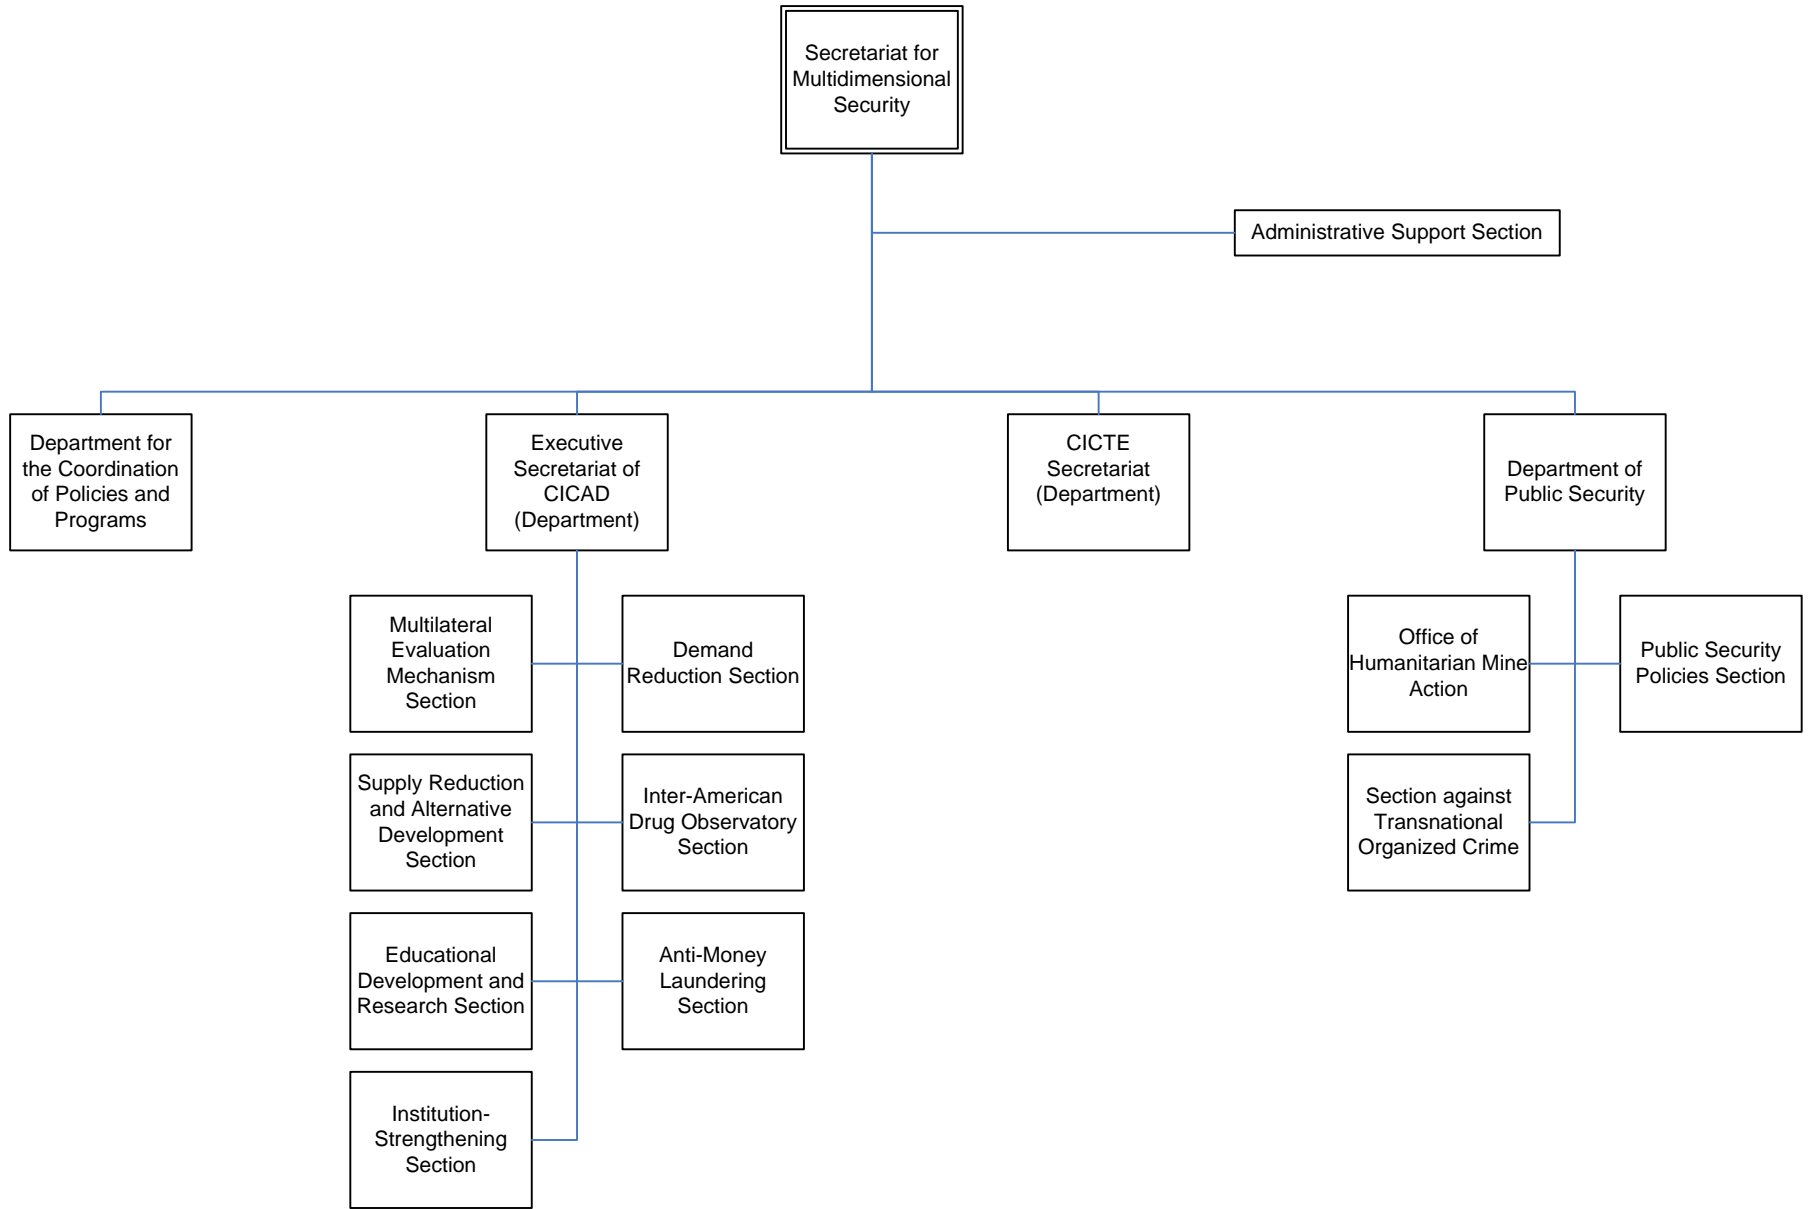 Secretariat for
Multidimensional
Security
Administrative Support Section
Department for
the Coordination
of Policies and
Programs
Executive
Secretariat of
CICAD
(Department)
CICTE
Secretariat
(Department)
Department of
Public Security
Multilateral
Evaluation
Mechanism
Section
Demand
Reduction Section
Office of
Humanitarian Mine
Action
Public Security
Policies Section
Supply Reduction
and Alternative
Development
Section
Inter-American
Drug Observatory
Section
Section against
Transnational
Organized Crime
Educational
Development and
Research Section
Anti-Money
Laundering
Section
Institution-
Strengthening
Section